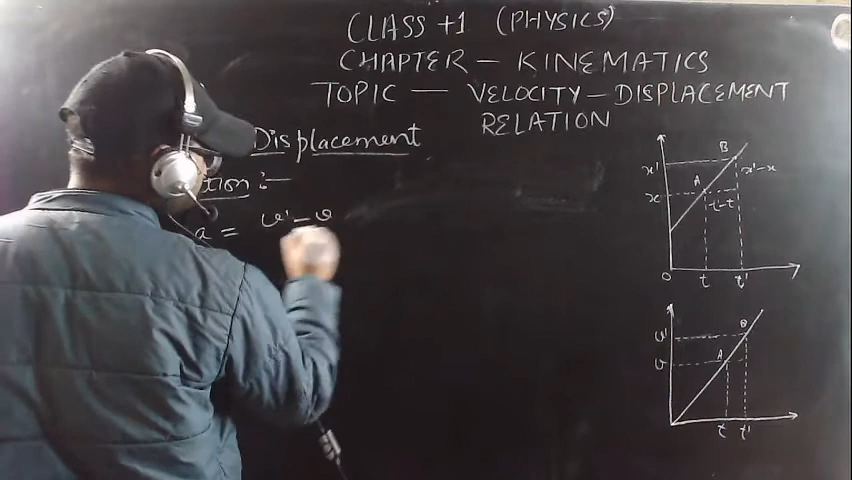 CLASS +1 (PHYSICS)
CHAPTER — KINEMATICS
TOPIC — VELOCITY – DISPLACEMENT
RELATION
Displacement
tion :—
a = v' – v
x'
x
A
B
x' – x
t' – t
O
t
t'
v'
v
A
B
t
t'